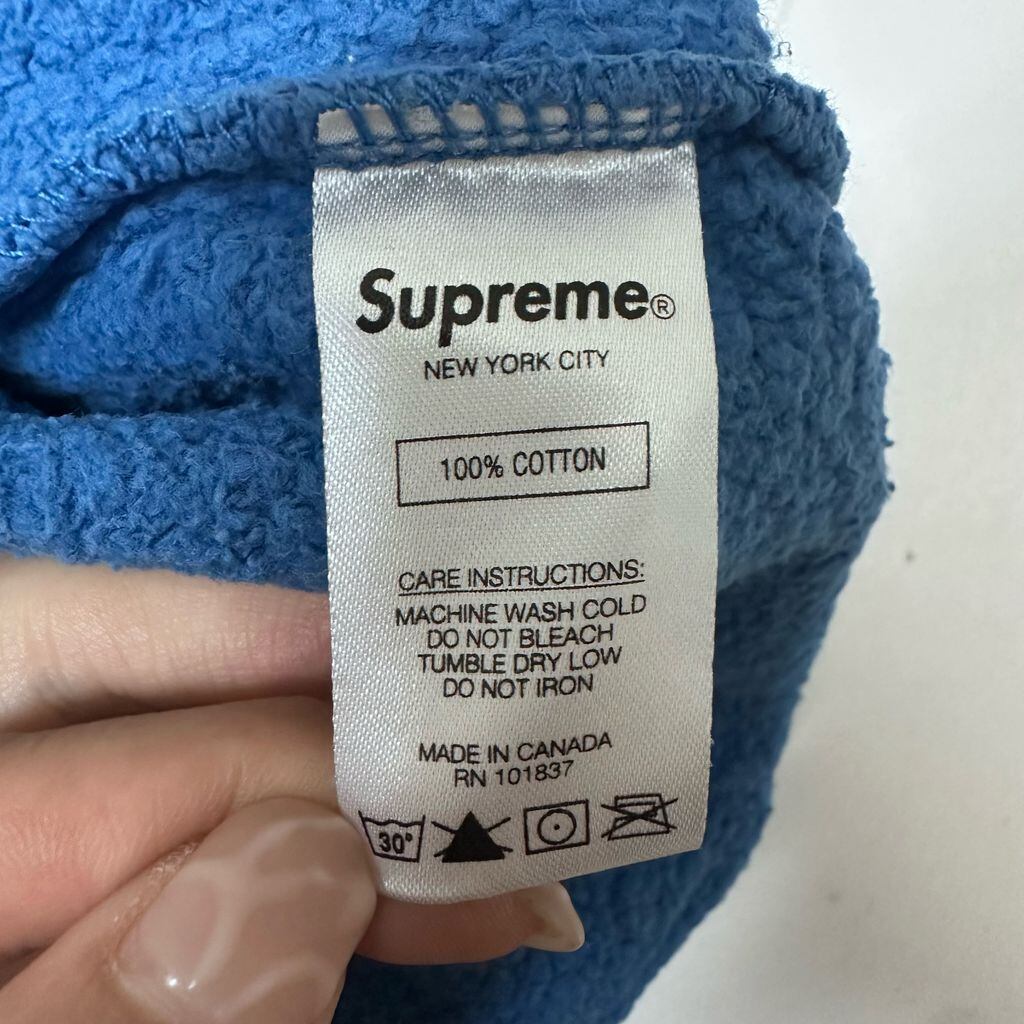 Supreme®
NEW YORK CITY
100% COTTON
CARE INSTRUCTIONS:
MACHINE WASH COLD
DO NOT BLEACH
TUMBLE DRY LOW
DO NOT IRON
MADE IN CANADA
RN 101837
30°